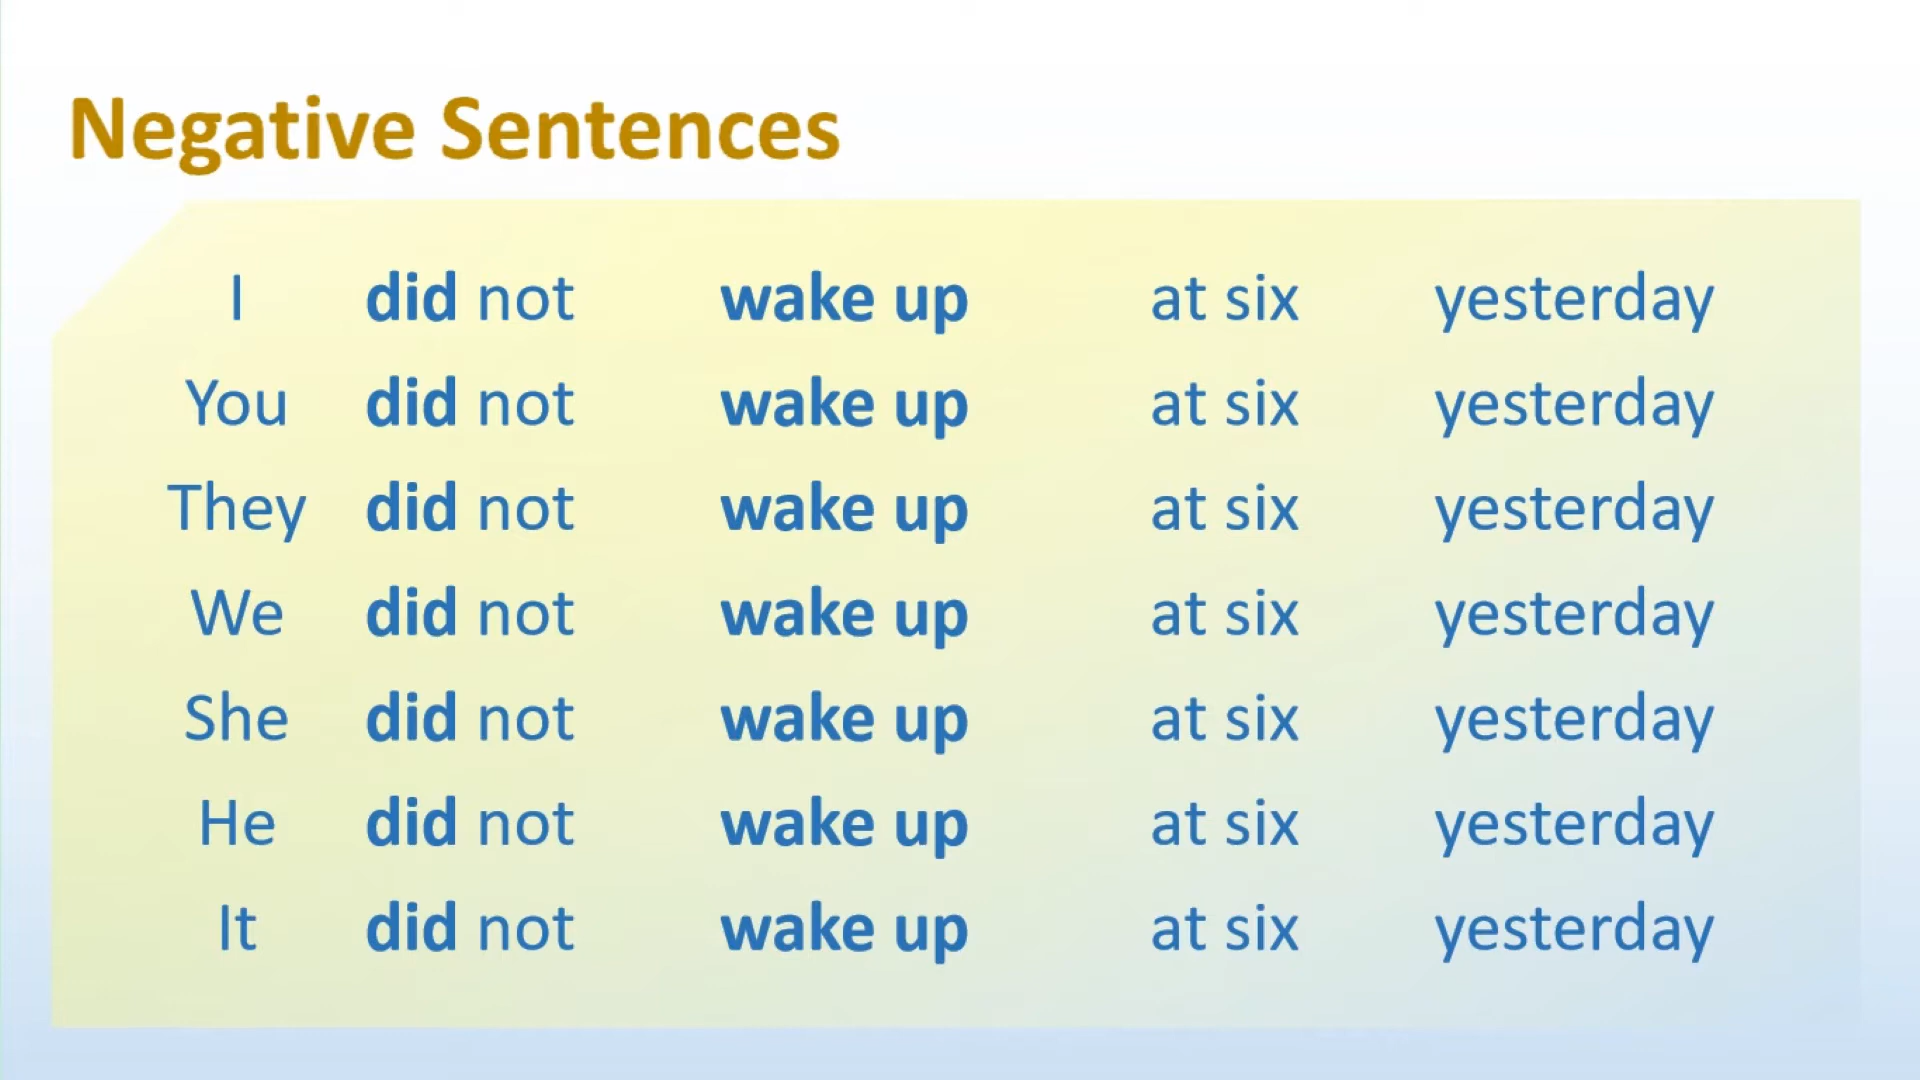 Negative Sentences
I did not wake up at six yesterday
You did not wake up at six yesterday
They did not wake up at six yesterday
We did not wake up at six yesterday
She did not wake up at six yesterday
He did not wake up at six yesterday
It did not wake up at six yesterday